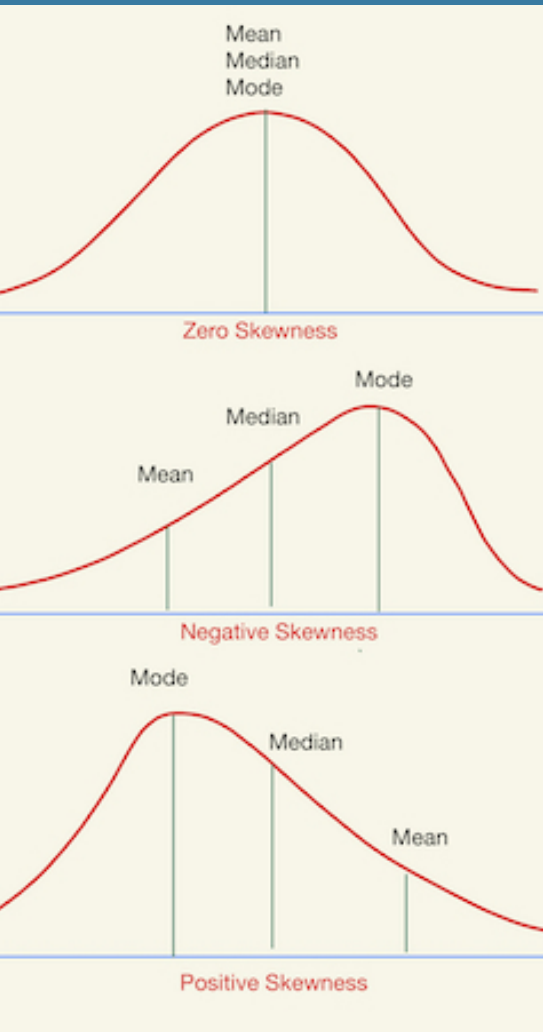 Mean
Median
Mode
Zero Skewness
Mode
Median
Mean
Negative Skewness
Mode
Median
Mean
Positive Skewness